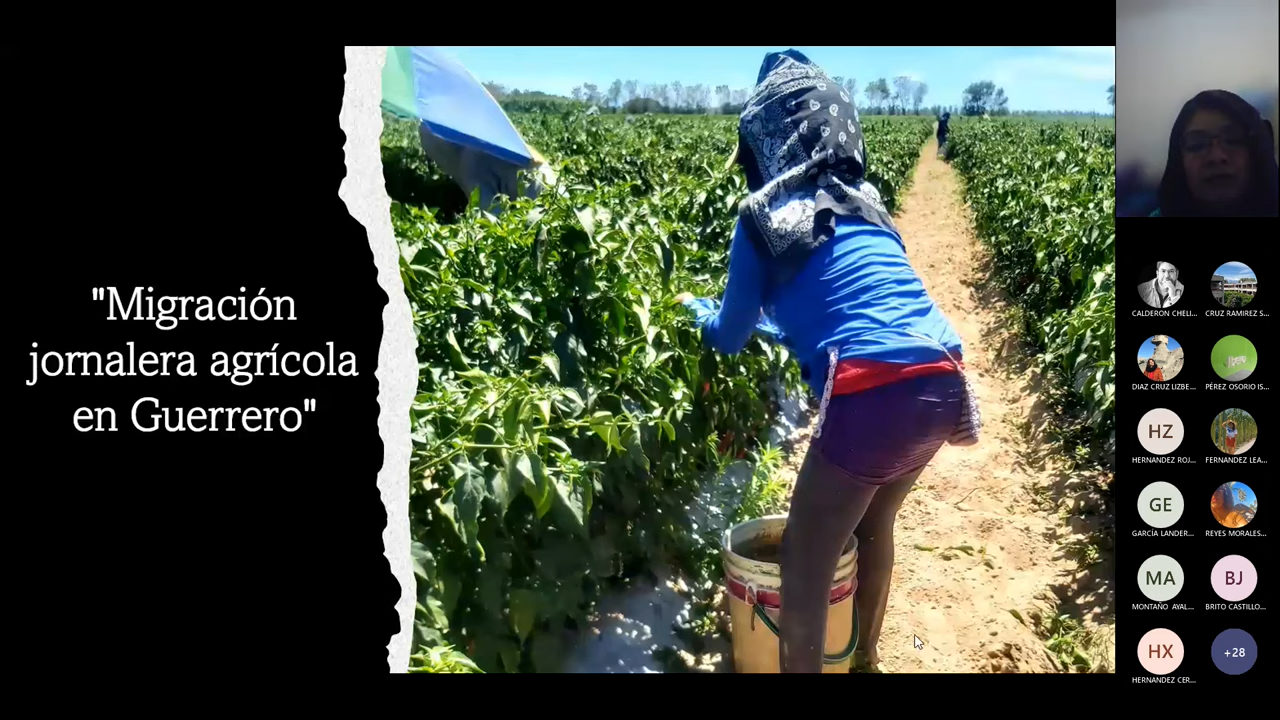 "Migración
jornalera agrícola
en Guerrero"
CALDERON CHELI...
CRUZ RAMIREZ S...
DIAZ CRUZ LIZBE...
PÉREZ OSORIO IS...
HZ
HERNANDEZ ROJ...
FERNANDEZ LEA...
GE
GARCÍA LANDER...
REYES MORALES...
MA
MONTAÑO AYAL...
BJ
BRITO CASTILLO...
HX
HERNANDEZ CER...
+28